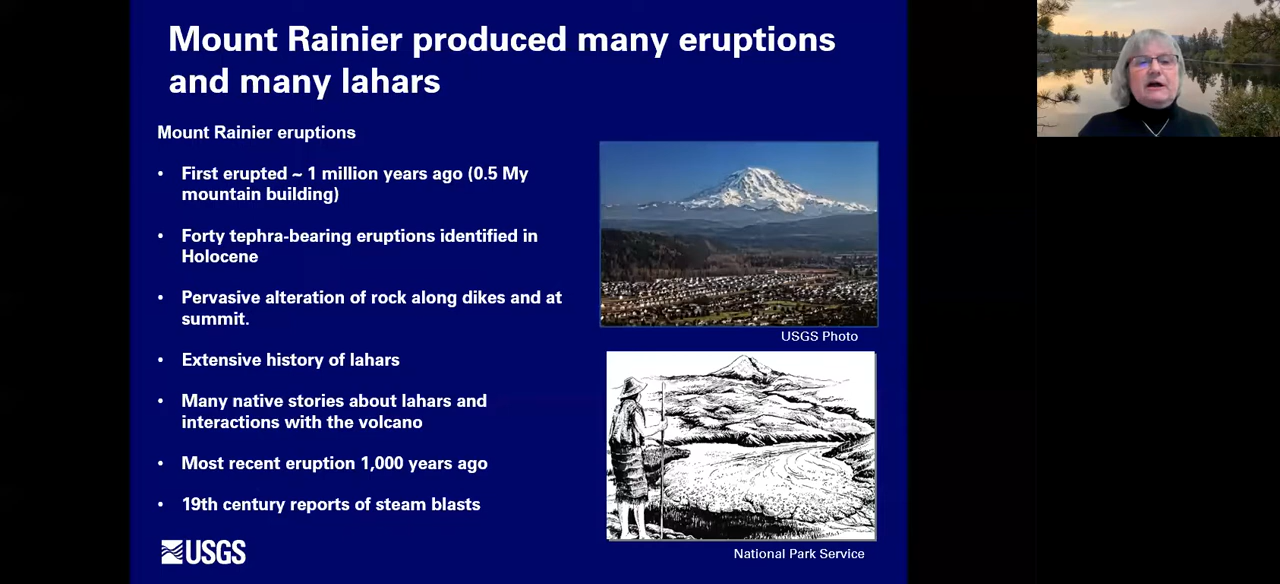 Mount Rainier produced many eruptions
and many lahars
Mount Rainier eruptions
• First erupted ~ 1 million years ago (0.5 My
mountain building)
• Forty tephra-bearing eruptions identified in
Holocene
• Pervasive alteration of rock along dikes and at
summit.
• Extensive history of lahars
• Many native stories about lahars and
interactions with the volcano
• Most recent eruption 1,000 years ago
• 19th century reports of steam blasts
USGS Photo
National Park Service
USGS